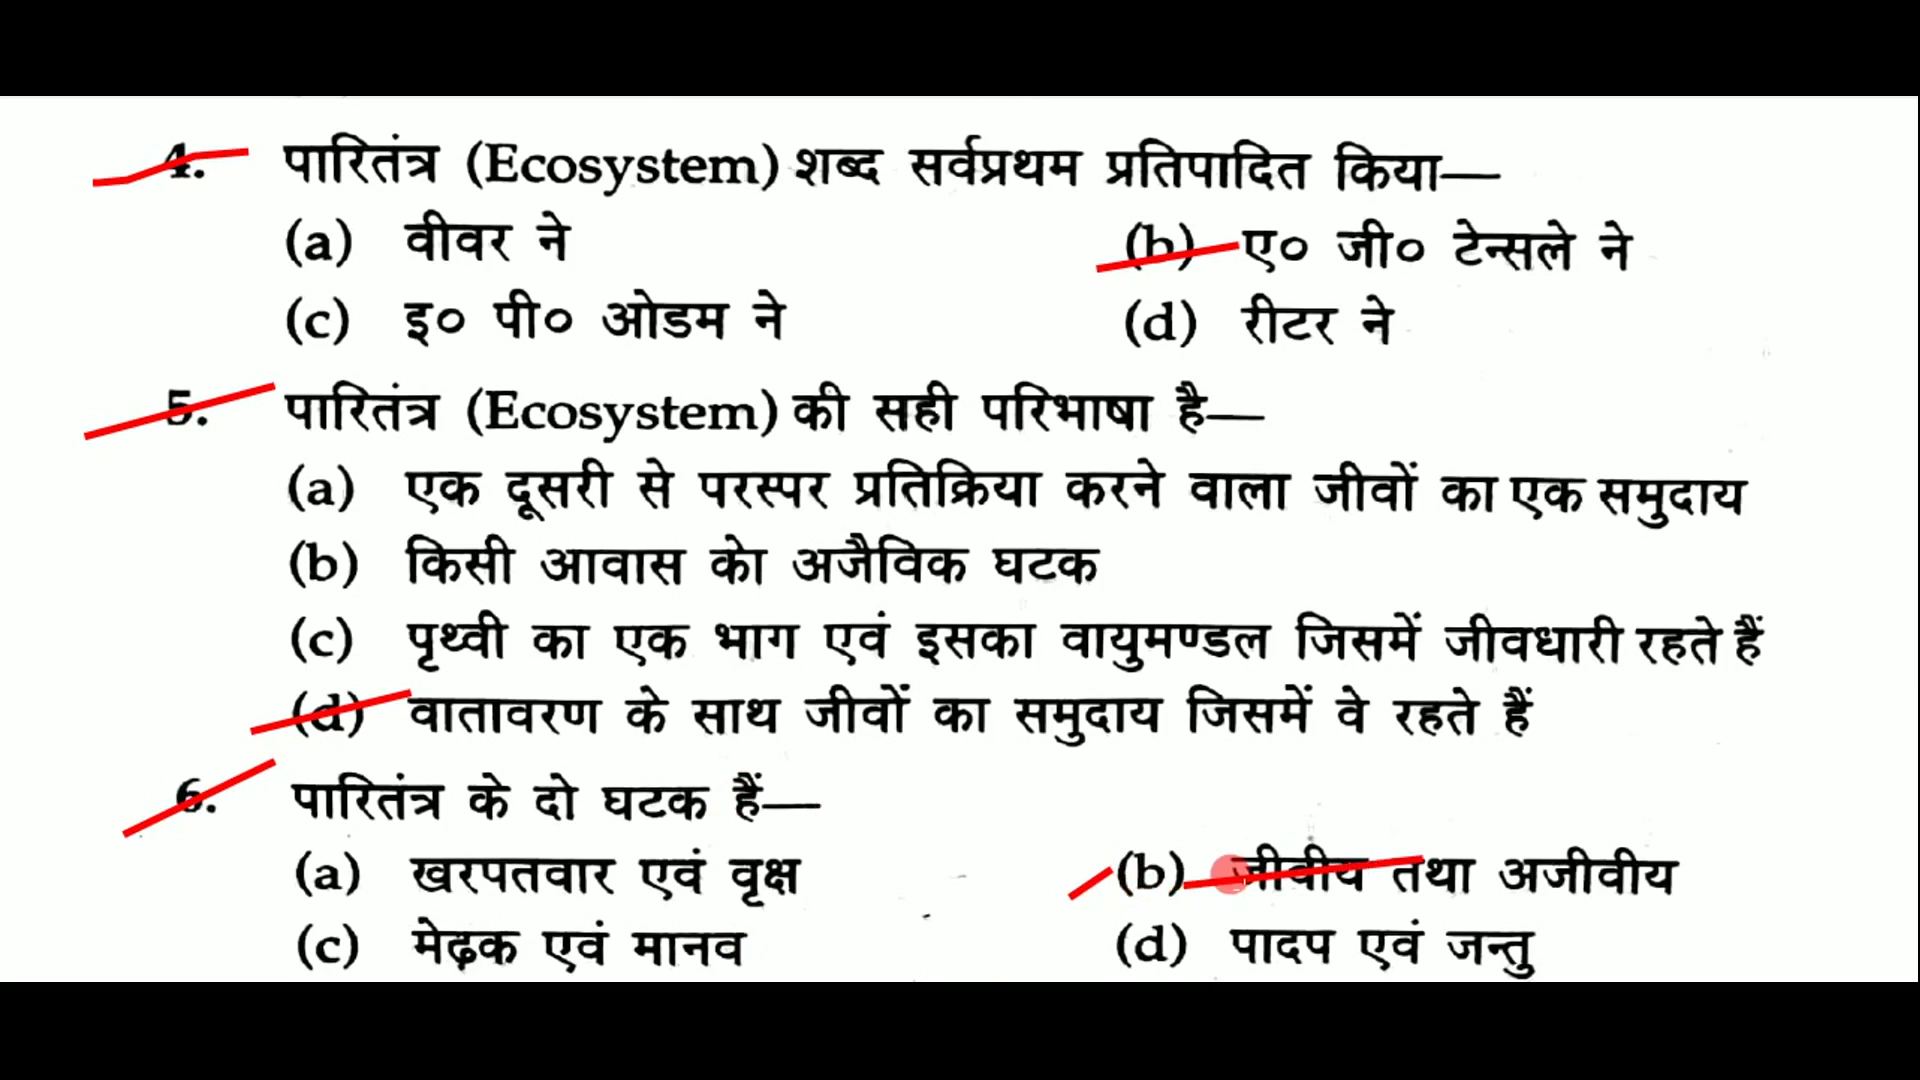 4. पारितंत्र (Ecosystem) शब्द सर्वप्रथम प्रतिपादित किया—
(a) वीवर ने (b) ए० जी० टेन्सले ने
(c) इ० पी० ओडम ने (d) रीटर ने
5. पारितंत्र (Ecosystem) की सही परिभाषा है—
(a) एक दूसरी से परस्पर प्रतिक्रिया करने वाला जीवों का एक समुदाय
(b) किसी आवास को अजैविक घटक
(c) पृथ्वी का एक भाग एवं इसका वायुमण्डल जिसमें जीवधारी रहते हैं
(d) वातावरण के साथ जीवों का समुदाय जिसमें वे रहते हैं
6. पारितंत्र के दो घटक हैं—
(a) खरपतवार एवं वृक्ष (b) जीवीय तथा अजीवीय
(c) मेढ़क एवं मानव (d) पादप एवं जन्तु